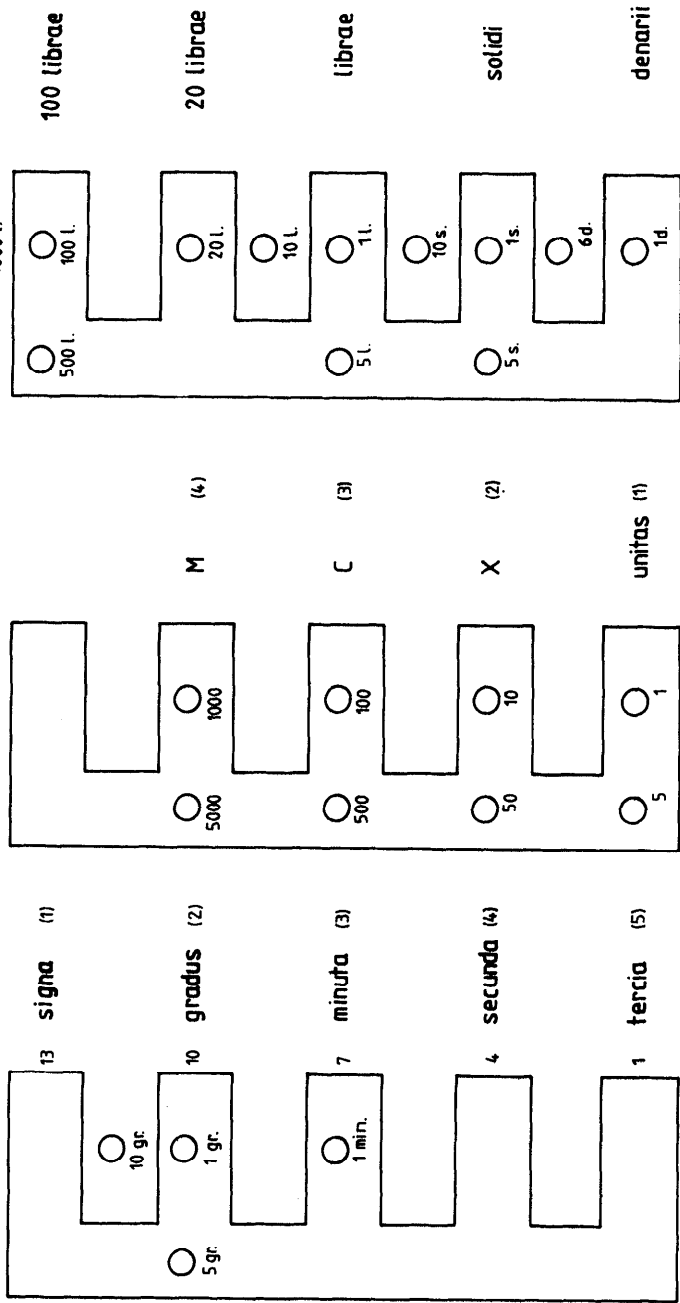 13 signa (1)
10 gr.
5 gr. 1 gr. 10 gradus (2)
1 min. 7 minuta (3)
4 secunda (4)
1 tercia (5)
5000 1000 M (4)
500 100 C (3)
50 10 X (2)
5 1 unitas (1)
500 l. 100 l. 100 librae
20 l. 20 librae
10 l.
5 l. 1 l. librae
10 s.
5 s. 1 s. solidi
6 d.
1 d. denarii